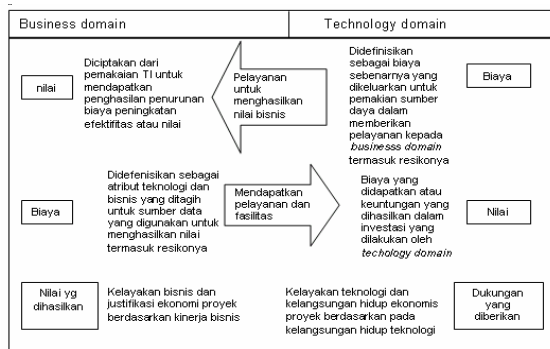 Business domain
Technology domain
nilai
Diciptakan dari
pemakaian TI untuk
mendapatkan
penghasilan penurunan
biaya peningkatan
efektifitas atau nilai
Pelayanan
untuk
menghasilkan
nilai bisnis
Didefinisikan
sebagai biaya
sebenarnya yang
dikeluarkan untuk
pemakian sumber
daya dalam
memberikan
pelayanan kepada
businesss domain
termasuk resikonya
Biaya
Biaya
Didefenisikan sebagai
atribut teknologi dan
bisnis yang ditagih
untuk sumber data
yang digunakan untuk
menghasilkan nilai
termasuk resikonya
Mendapatkan
pelayanan dan
fasilitas
Biaya yang
didapatkan atau
keuntungan yang
dihasilkan dalam
investasi yang
dilakukan oleh
techology domain
Nilai
Nilai yg
dihasilkan
Kelayakan bisnis dan
justifikasi ekonomi proyek
berdasarkan kinerja bisnis
Kelayakan teknologi dan
kelangsungan hidup ekonomis
proyek berdasarkan pada
kelangsungan hidup teknologi
Dukungan
yang
diberikan